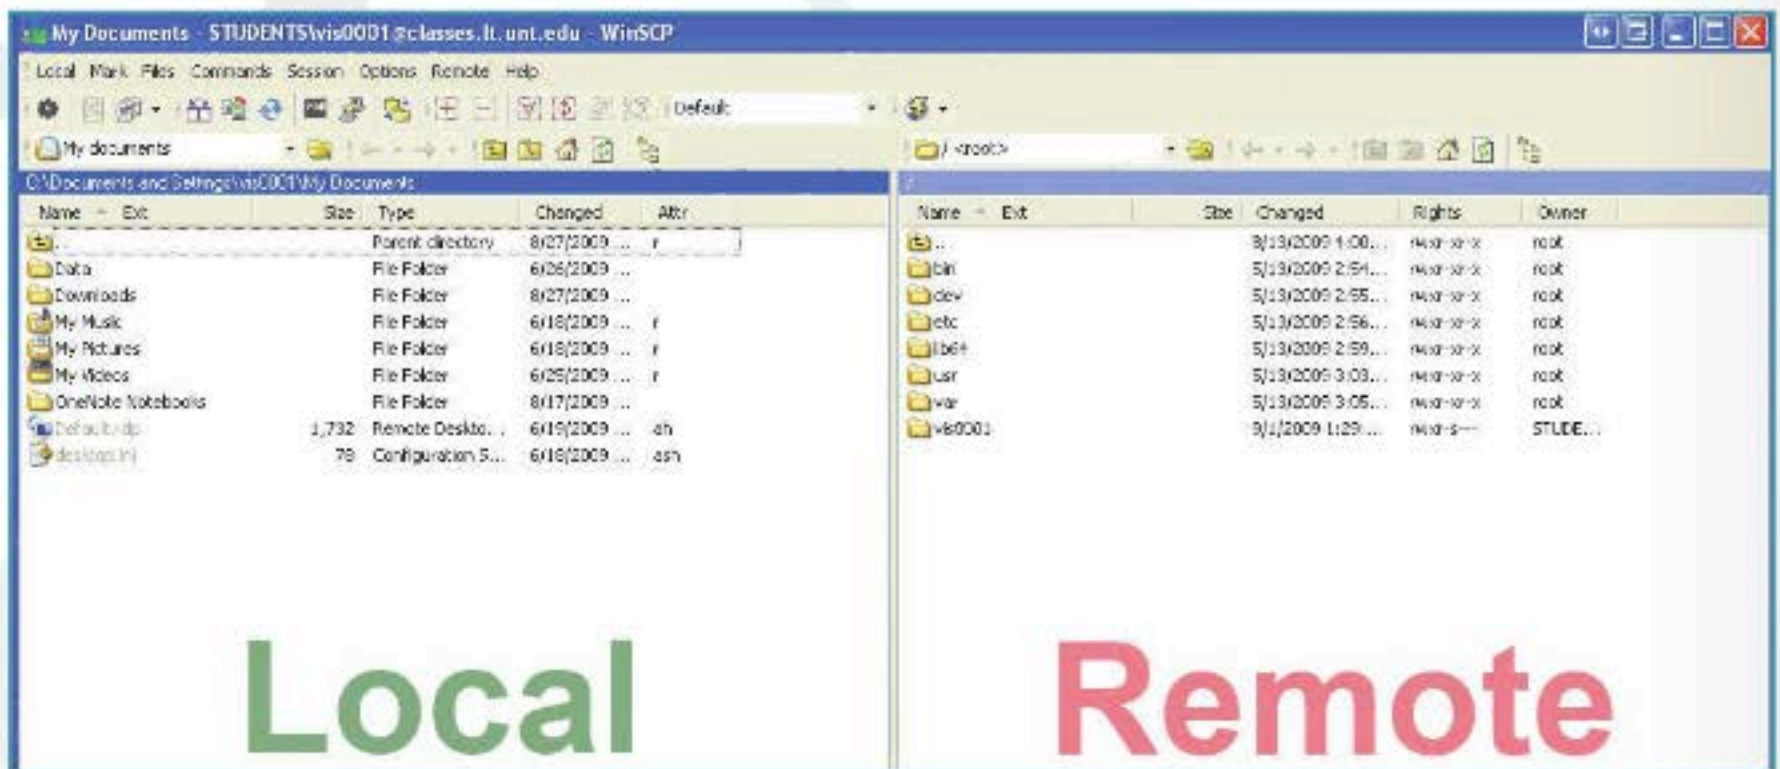 My Documents - STUDENTS\vis0001@classes.lt.unt.edu - WinSCP
Local Mark Files Commands Session Options Remote Help
Default
My documents / <root>
C:\Documents and Settings\vis0001\My Documents /
Name Ext Size Type Changed Attr Name Ext Size Changed Rights Owner
.. Parent directory 8/27/2009 ... r .. 8/13/2009 4:00... rwxr-xr-x root
Data File Folder 6/26/2009 ... bin 5/13/2009 2:54... rwxr-xr-x root
Downloads File Folder 8/27/2009 ... dev 5/13/2009 2:55... rwxr-xr-x root
My Music File Folder 6/18/2009 ... r etc 5/13/2009 2:56... rwxr-xr-x root
My Pictures File Folder 6/18/2009 ... r lib64 5/13/2009 2:59... rwxr-xr-x root
My Videos File Folder 6/25/2009 ... r usr 5/13/2009 3:03... rwxr-xr-x root
OneNote Notebooks File Folder 8/17/2009 ... var 5/13/2009 3:05... rwxr-xr-x root
Default.rdp 1,732 Remote Deskto... 6/19/2009 ... ah vis0001 9/1/2009 1:29:... rwxr-s--- STUDE...
desktop.ini 78 Configuration S... 6/18/2009 ... ash
Local Remote